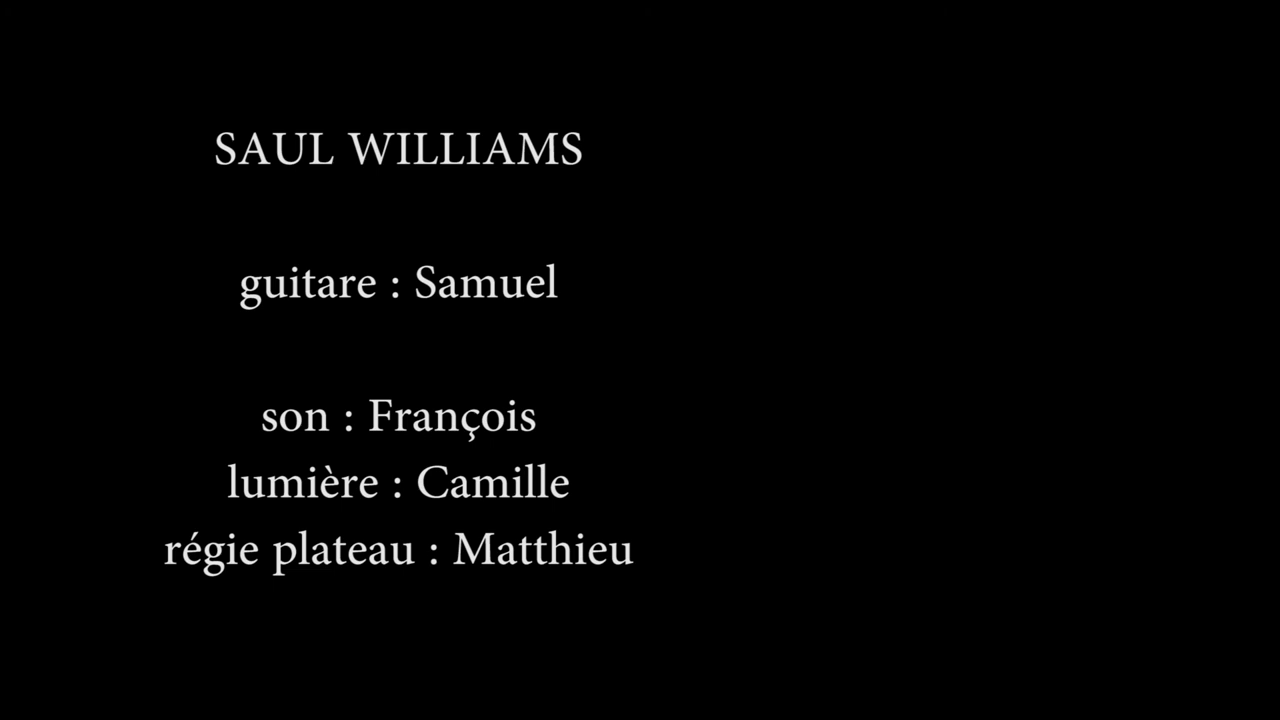 SAUL WILLIAMS
guitare : Samuel
son : François
lumière : Camille
régie plateau : Matthieu